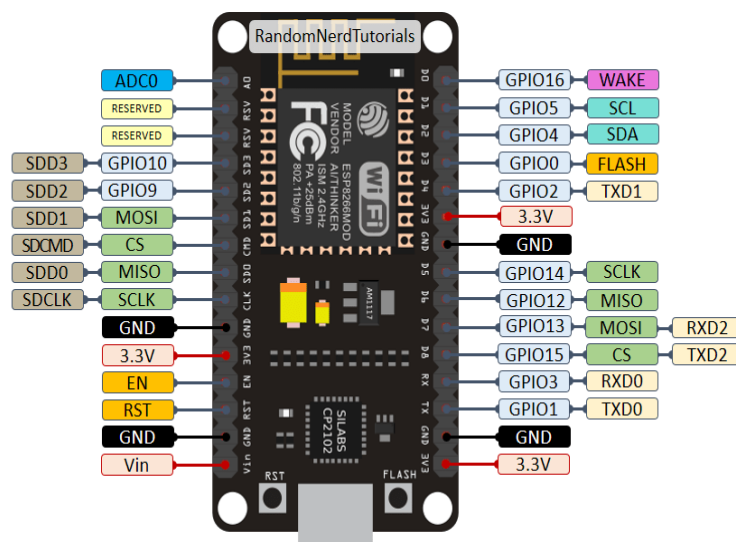 RandomNerdTutorials
ADC0 A0 D0 GPIO16 WAKE
RESERVED RSV D1 GPIO5 SCL
RESERVED RSV D2 GPIO4 SDA
SDD3 GPIO10 SD3 D3 GPIO0 FLASH
SDD2 GPIO9 SD2 D4 GPIO2 TXD1
SDD1 MOSI SD1 3V3 3.3V
SDCMD CS CMD GND GND
SDD0 MISO SD0 D5 GPIO14 SCLK
SDCLK SCLK CLK D6 GPIO12 MISO
GND GND D7 GPIO13 MOSI RXD2
3.3V 3V3 D8 GPIO15 CS TXD2
EN EN RX GPIO3 RXD0
RST RST TX GPIO1 TXD0
GND GND GND GND
Vin Vin 3V3 3.3V
MODEL ESP8266MOD
VENDOR AI/THINKER
ISM 2.4GHz
PA +25dBm
802.11b/g/n
FC
Wi Fi
AM1117
SILABS
CP2102
RST
FLASH